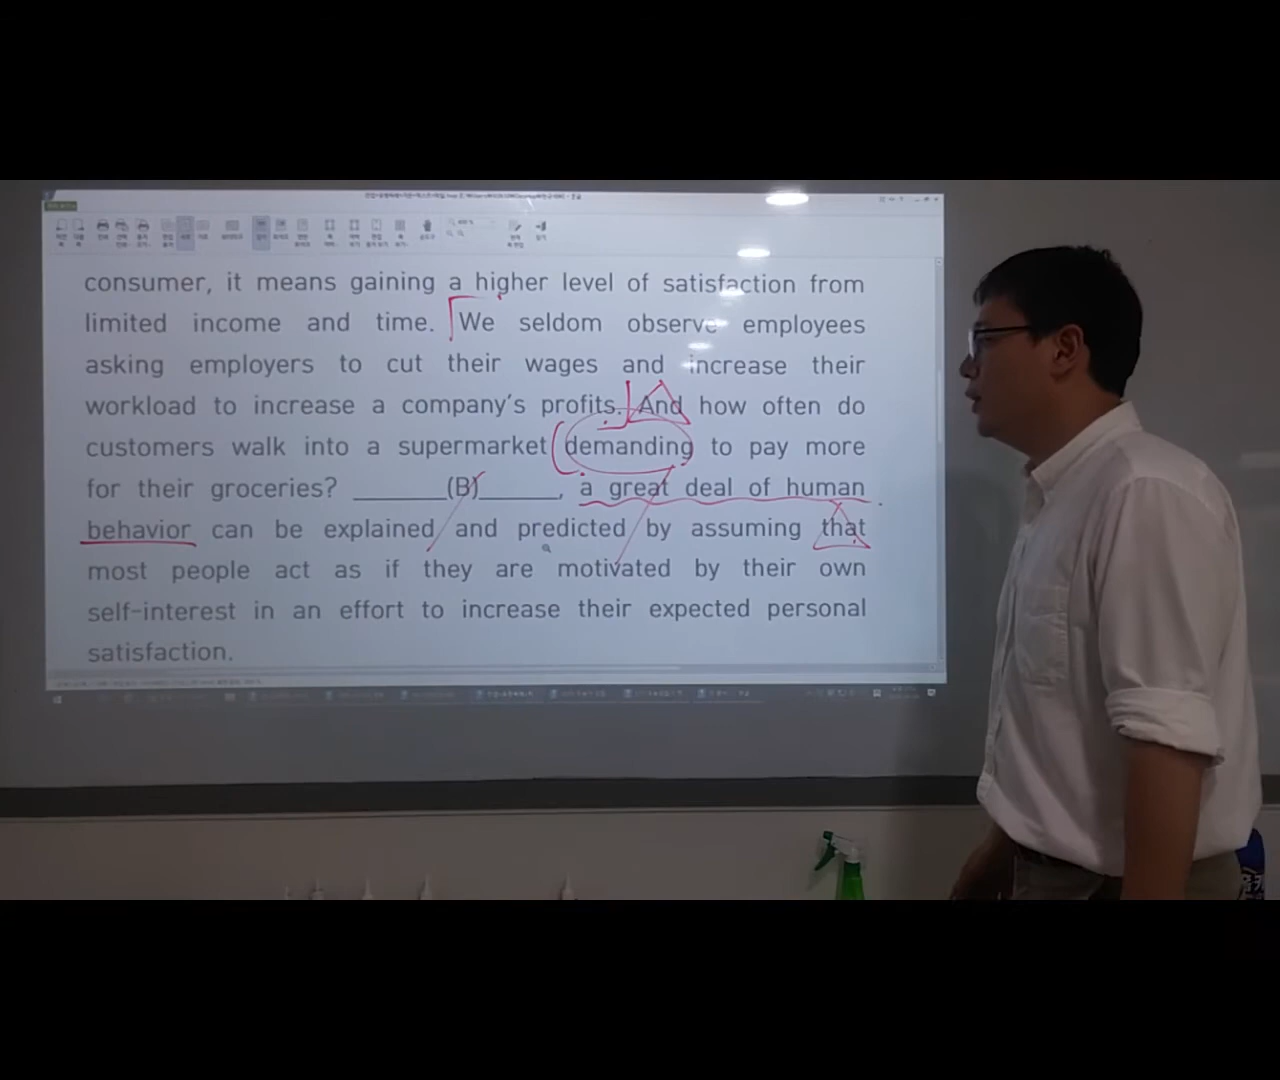 consumer, it means gaining a higher level of satisfaction from
limited income and time. We seldom observe employees
asking employers to cut their wages and increase their
workload to increase a company's profits. And how often do
customers walk into a supermarket demanding to pay more
for their groceries? ________(B)________, a great deal of human
behavior can be explained and predicted by assuming that
most people act as if they are motivated by their own
self-interest in an effort to increase their expected personal
satisfaction.